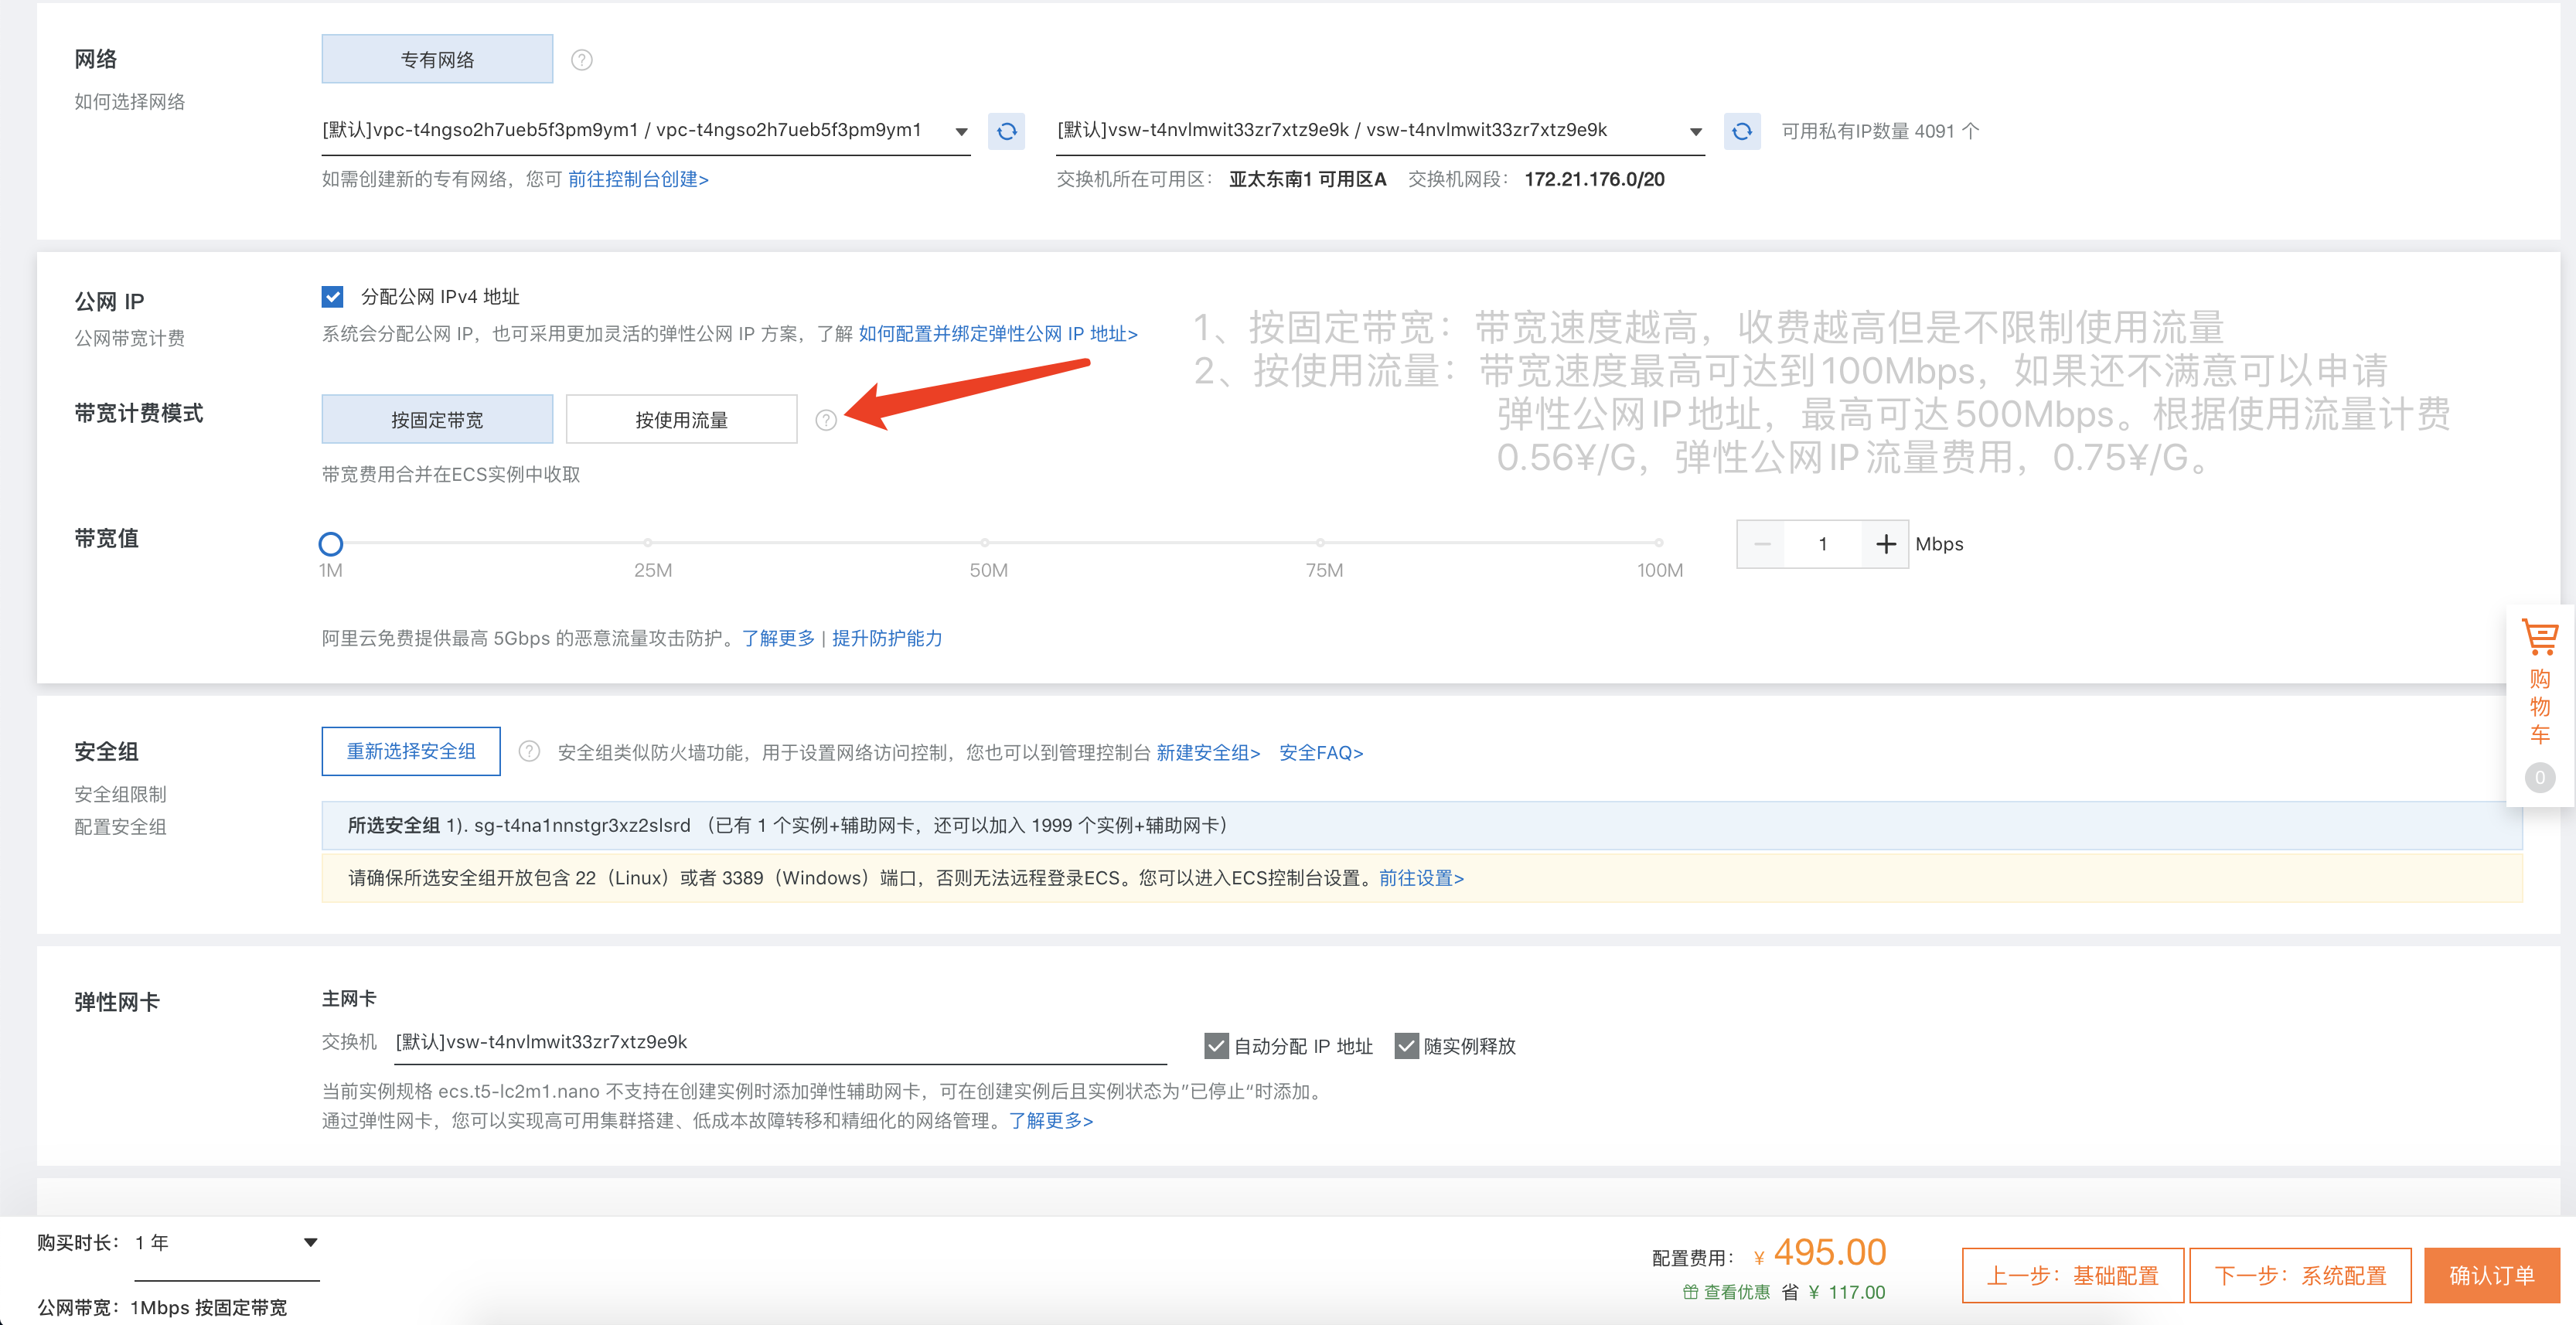 网络
专有网络
?
如何选择网络
[默认]vpc-t4ngso2h7ueb5f3pm9ym1 / vpc-t4ngso2h7ueb5f3pm9ym1
[默认]vsw-t4nvlmwit33zr7xtz9e9k / vsw-t4nvlmwit33zr7xtz9e9k
可用私有IP数量 4091 个
如需创建新的专有网络，您可 前往控制台创建>
交换机所在可用区： 亚太东南1 可用区A 交换机网段： 172.21.176.0/20
公网 IP
分配公网 IPv4 地址
公网带宽计费
系统会分配公网 IP，也可采用更加灵活的弹性公网 IP 方案，了解 如何配置并绑定弹性公网 IP 地址>
1、按固定带宽：带宽速度越高，收费越高但是不限制使用流量
2、按使用流量：带宽速度最高可达到100Mbps，如果还不满意可以申请
弹性公网IP地址，最高可达500Mbps。根据使用流量计费
0.56¥/G，弹性公网IP流量费用，0.75¥/G。
带宽计费模式
按固定带宽
按使用流量
?
带宽费用合并在ECS实例中收取
带宽值
1M
25M
50M
75M
100M
− 1 + Mbps
阿里云免费提供最高 5Gbps 的恶意流量攻击防护。了解更多 | 提升防护能力
购物车
0
安全组
重新选择安全组
?
安全组类似防火墙功能，用于设置网络访问控制，您也可以到管理控制台 新建安全组> 安全FAQ>
安全组限制
配置安全组
所选安全组 1). sg-t4na1nnstgr3xz2slsrd （已有 1 个实例+辅助网卡，还可以加入 1999 个实例+辅助网卡）
请确保所选安全组开放包含 22（Linux）或者 3389（Windows）端口，否则无法远程登录ECS。您可以进入ECS控制台设置。前往设置>
弹性网卡
主网卡
交换机 [默认]vsw-t4nvlmwit33zr7xtz9e9k
自动分配 IP 地址
随实例释放
当前实例规格 ecs.t5-lc2m1.nano 不支持在创建实例时添加弹性辅助网卡，可在创建实例后且实例状态为”已停止“时添加。
通过弹性网卡，您可以实现高可用集群搭建、低成本故障转移和精细化的网络管理。了解更多>
购买时长： 1 年
配置费用： ¥ 495.00
查看优惠 省 ¥ 117.00
上一步：基础配置
下一步：系统配置
确认订单
公网带宽： 1Mbps 按固定带宽